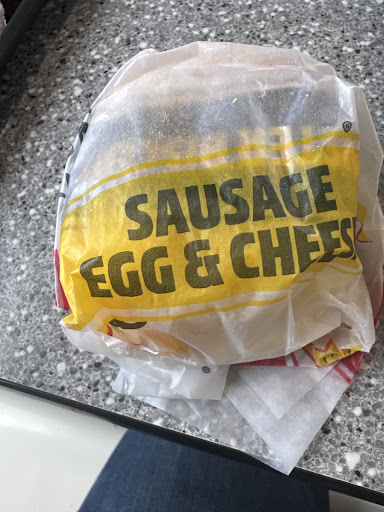 ®
SAUSAGE
EGG & CHEES
®